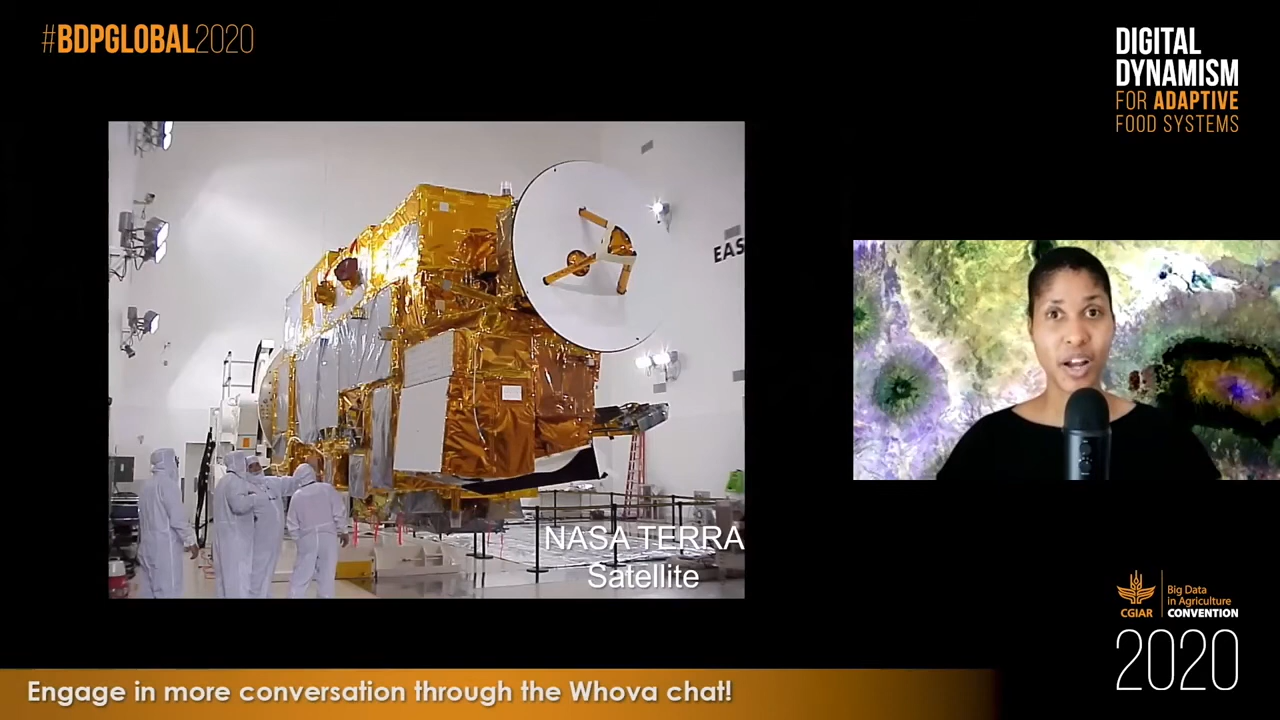 #BDPGLOBAL2020
DIGITAL
DYNAMISM
FOR ADAPTIVE
FOOD SYSTEMS
EAS
NASA TERRA
Satellite
CGIAR
Big Data
in Agriculture
CONVENTION
2020
Engage in more conversation through the Whova chat!